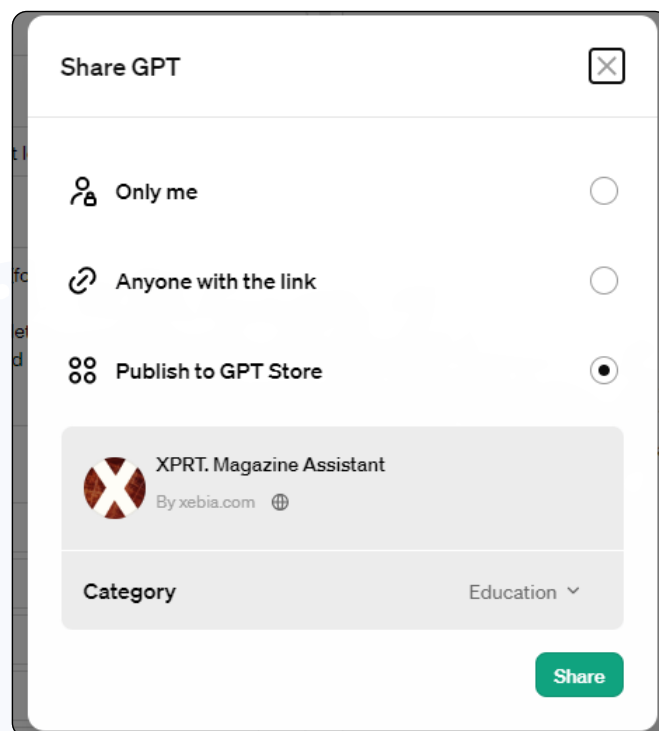 Share GPT
Only me
Anyone with the link
Publish to GPT Store
XPRT. Magazine Assistant
By xebia.com
Category
Education
Share